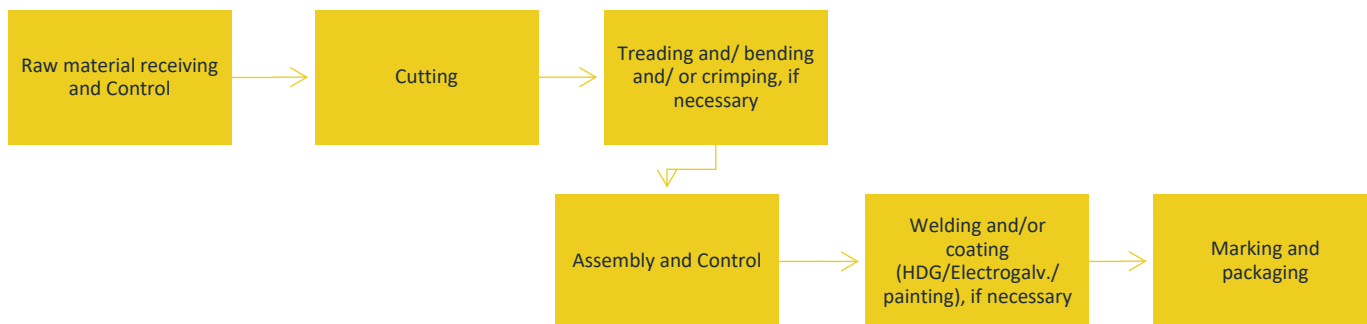 Raw material receiving
and Control
Cutting
Treading and/ bending
and/ or crimping, if
necessary
Assembly and Control
Welding and/or
coating
(HDG/Electrogalv./
painting), if necessary
Marking and
packaging